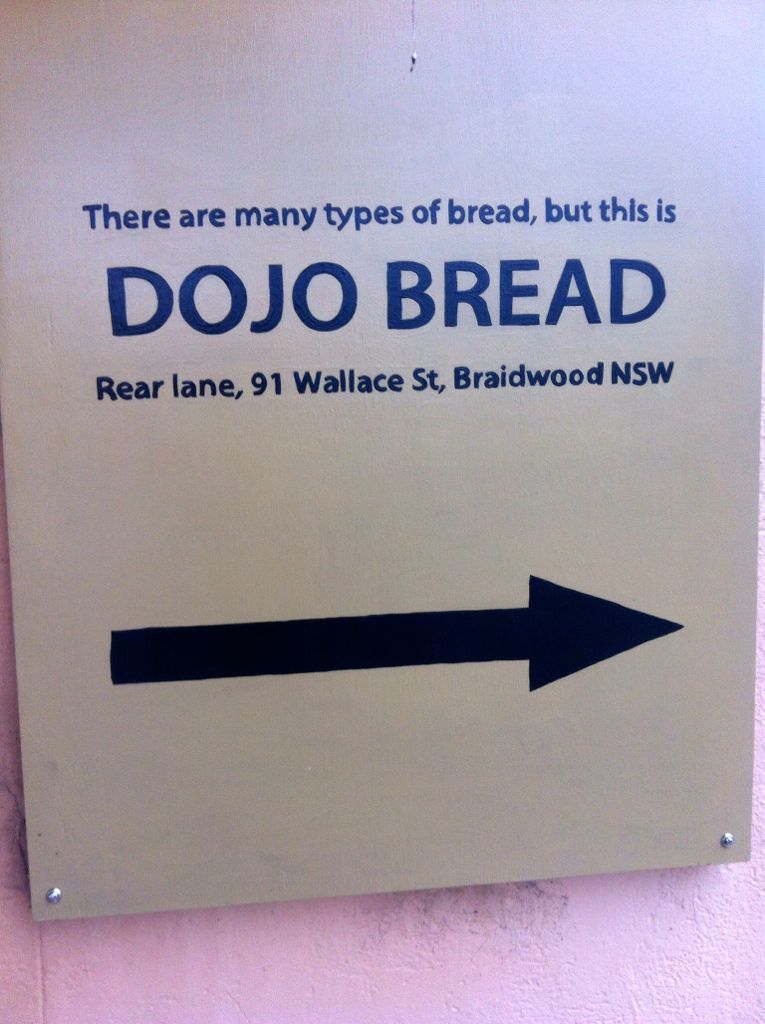 There are many types of bread, but this is
DOJO BREAD
Rear lane, 91 Wallace St, Braidwood NSW